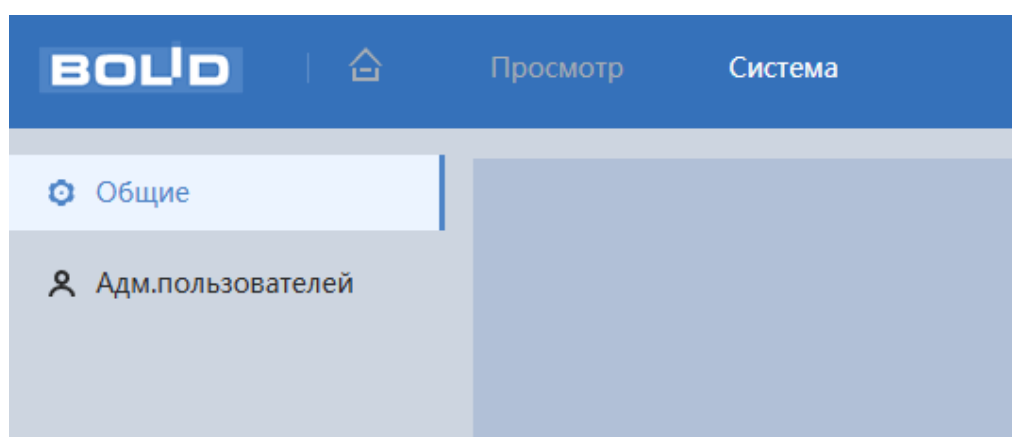 BOLID
Просмотр
Система
Общие
Адм.пользователей